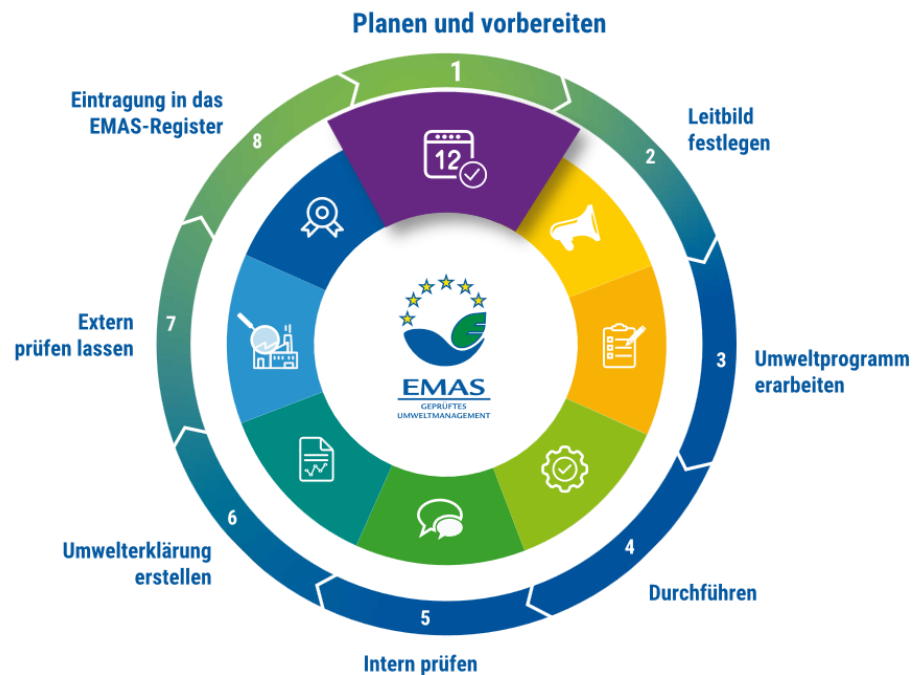 Planen und vorbereiten
1
12
Leitbild
festlegen
2
3
Umweltprogramm
erarbeiten
4
Durchführen
5
Intern prüfen
6
Umwelterklärung
erstellen
7
Extern
prüfen lassen
8
Eintragung in das
EMAS-Register
EMAS
GEPRÜFTES
UMWELTMANAGEMENT